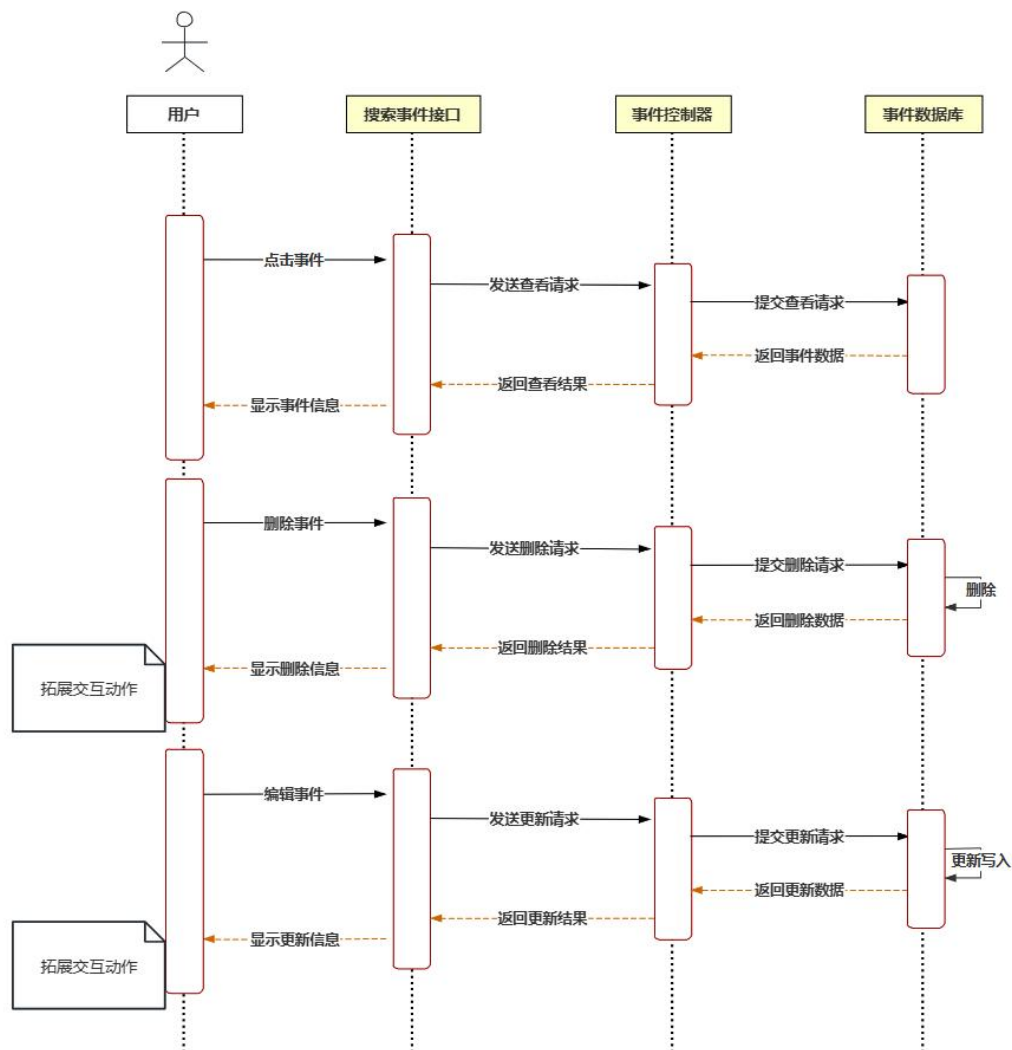 用户
搜索事件接口
事件控制器
事件数据库
点击事件
发送查看请求
提交查看请求
返回事件数据
返回查看结果
显示事件信息
删除事件
发送删除请求
提交删除请求
删除
返回删除数据
返回删除结果
显示删除信息
拓展交互动作
编辑事件
发送更新请求
提交更新请求
更新写入
返回更新数据
返回更新结果
显示更新信息
拓展交互动作